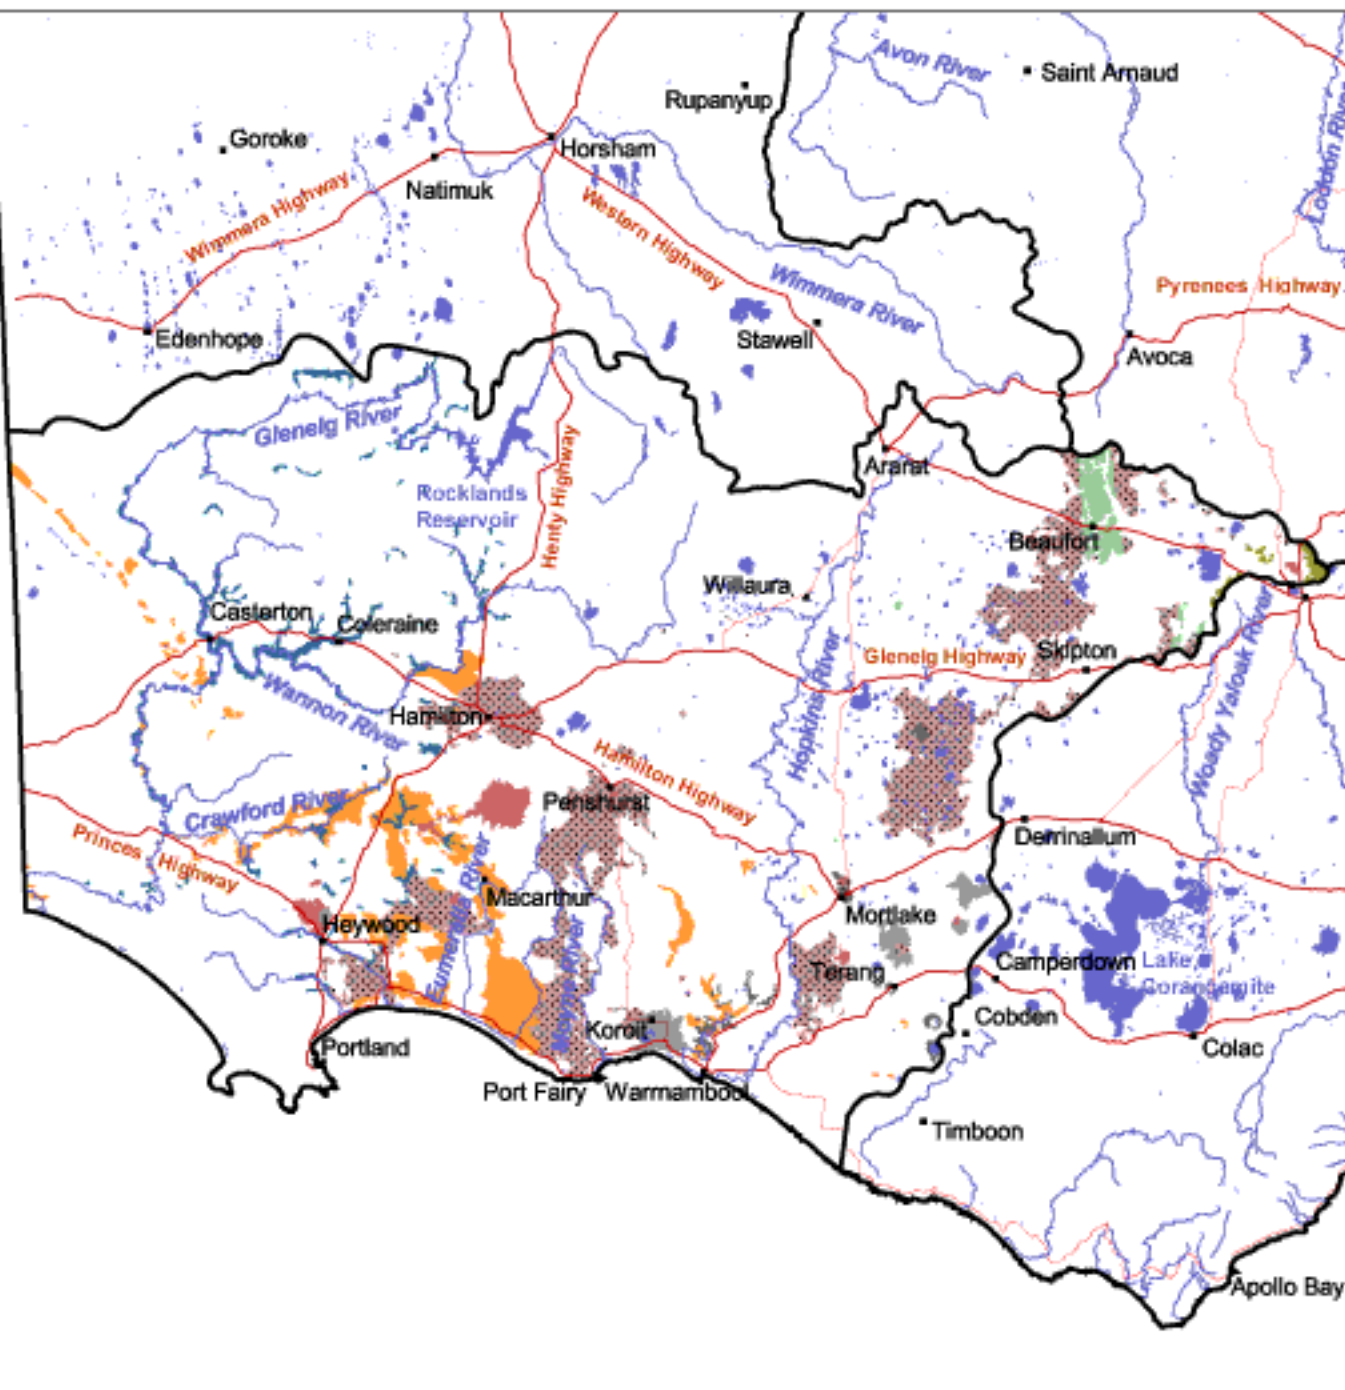 Avon River
Saint Arnaud
Rupanyup
Loddon River
Goroke
Horsham
Natimuk
Wimmera Highway
Western Highway
Wimmera River
Pyrenees Highway
Edenhope
Stawell
Avoca
Glenelg River
Henty Highway
Ararat
Rocklands
Reservoir
Beaufort
Willaura
Casterton
Coleraine
Skipton
Glenelg Highway
Hopkins River
Woady Yaloak River
Wannon River
Hamilton
Hamilton Highway
Crawford River
Penshurst
Princes Highway
Derrinallum
Macarthur
Mortlake
Heywood
River
Terang
Camperdown
Lake
Corangamite
Koroit
Cobden
Portland
Colac
Port Fairy
Warrnambool
Timboon
Apollo Bay